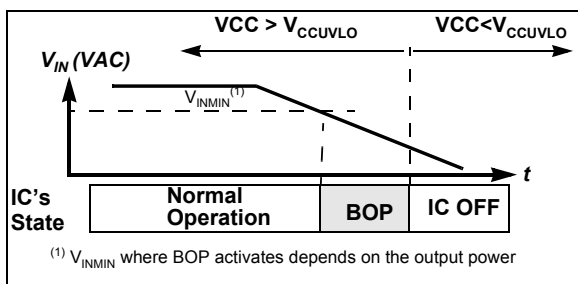 VCC > VCCUVLO
VCC<VCCUVLO
VIN (VAC)
VINMIN(1)
t
IC's State
Normal Operation
BOP
IC OFF
(1) VINMIN where BOP activates depends on the output power